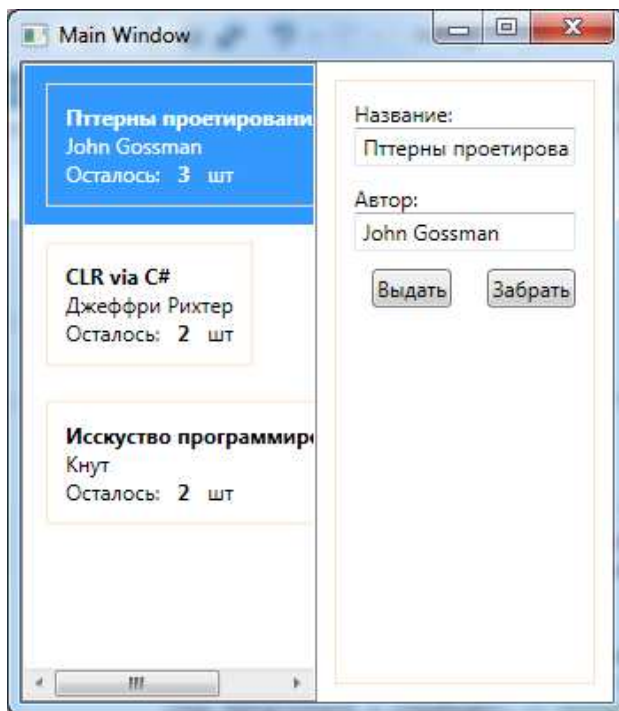 Main Window
Пттерны проетировани
John Gossman
Осталось: 3 шт
CLR via C#
Джеффри Рихтер
Осталось: 2 шт
Исскуство программир
Кнут
Осталось: 2 шт
Название:
Пттерны проетирова
Автор:
John Gossman
Выдать Забрать